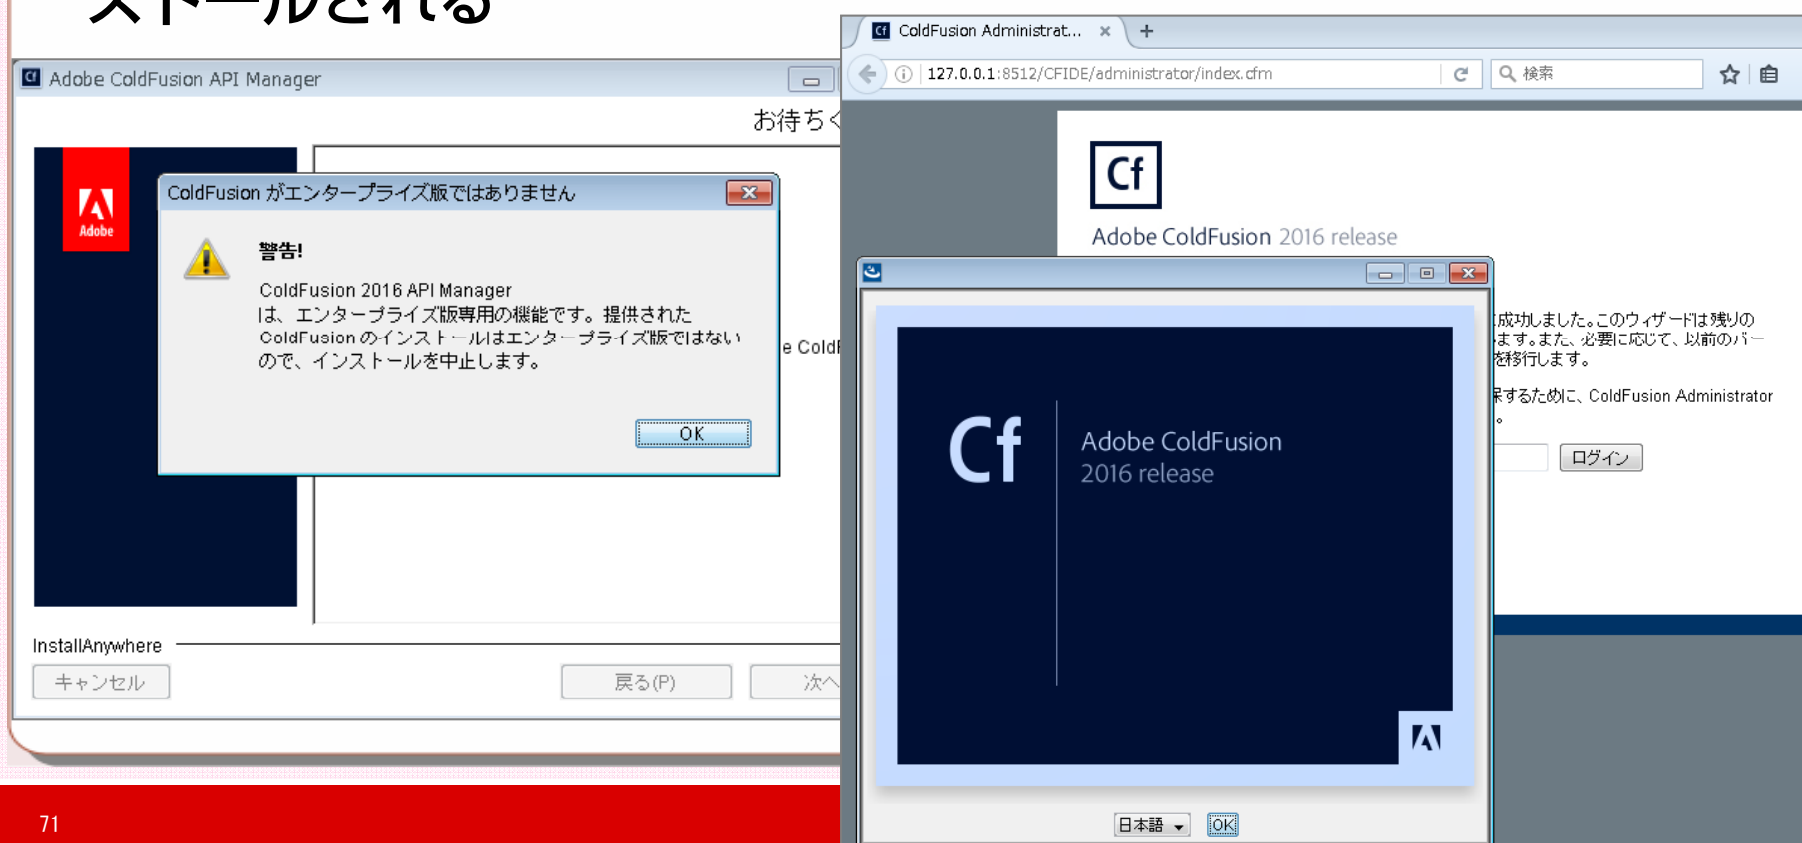 ストールされる
Adobe ColdFusion API Manager
お待ちく
Adobe
ColdFusion がエンタープライズ版ではありません
警告!
ColdFusion 2016 API Manager
は、エンタープライズ版専用の機能です。提供された
ColdFusion のインストールはエンタープライズ版ではない
ので、インストールを中止します。
OK
e Cold
InstallAnywhere
キャンセル
戻る(P)
次へ
71
ColdFusion Administrat...
127.0.0.1:8512/CFIDE/administrator/index.cfm
検索
Cf
Adobe ColdFusion 2016 release
成功しました。このウィザードは残りの
ます。また、必要に応じて、以前のバー
を移行します。
するために、ColdFusion Administrator
。
ログイン
Cf
Adobe ColdFusion
2016 release
日本語
OK